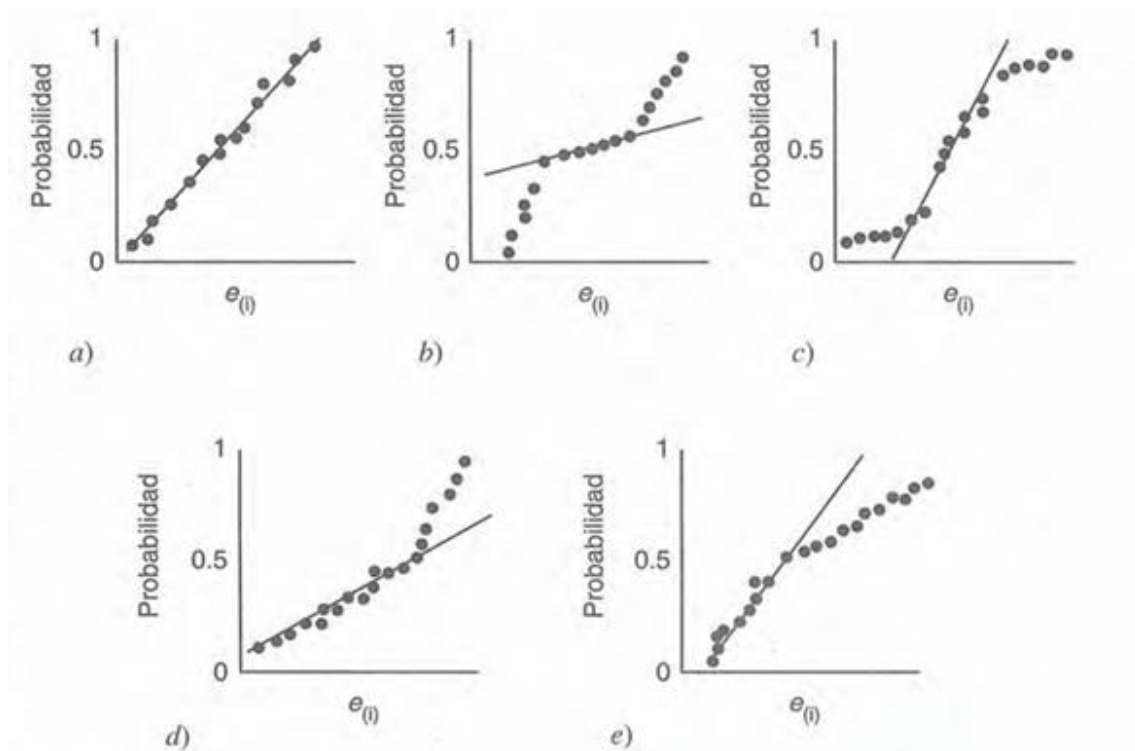 1
Probabilidad
0.5
0
e(i)
a)
1
Probabilidad
0.5
0
e(i)
b)
1
Probabilidad
0.5
0
e(i)
c)
1
Probabilidad
0.5
0
e(i)
d)
1
Probabilidad
0.5
0
e(i)
e)